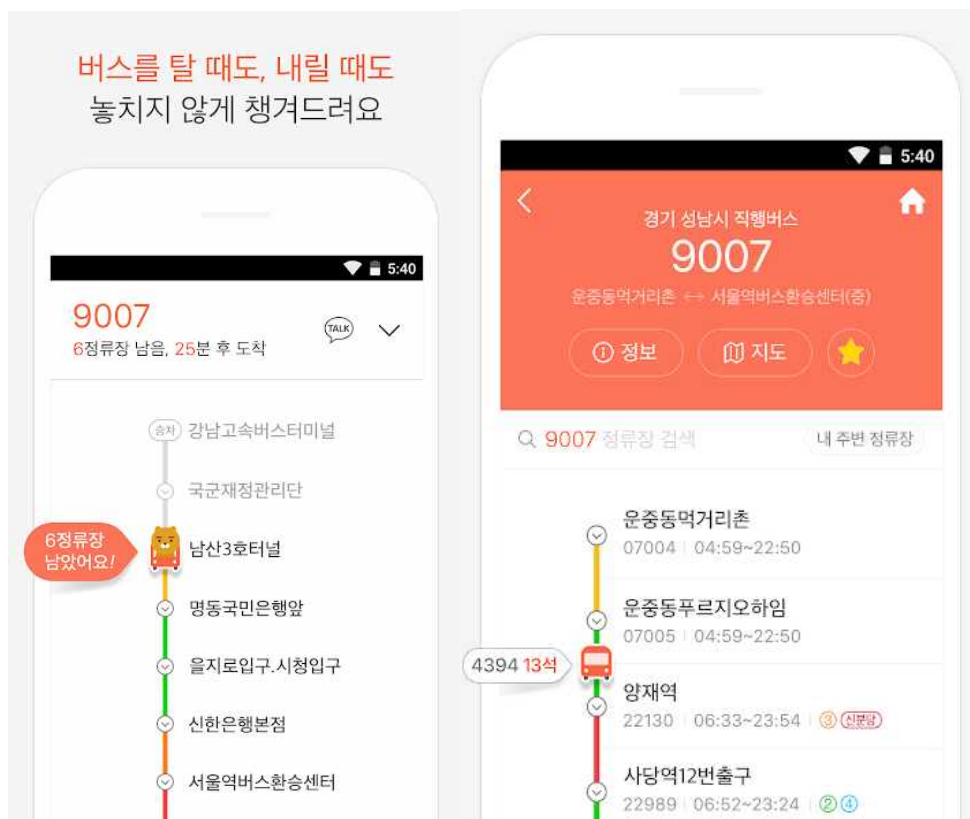 버스를 탈 때도, 내릴 때도
놓치지 않게 챙겨드려요
5:40
9007
6정류장 남음, 25분 후 도착
TALK
승차 강남고속버스터미널
국군재정관리단
6정류장
남았어요!
남산3호터널
명동국민은행앞
을지로입구.시청입구
신한은행본점
서울역버스환승센터
5:40
경기 성남시 직행버스
9007
운중동먹거리촌 ↔ 서울역버스환승센터(중)
정보
지도
9007 정류장 검색
내 주변 정류장
운중동먹거리촌
07004 | 04:59~22:50
운중동푸르지오하임
07005 | 04:59~22:50
4394 13석
양재역
22130 | 06:33~23:54 | ③ 신분당
사당역12번출구
22989 | 06:52~23:24 | ② ④